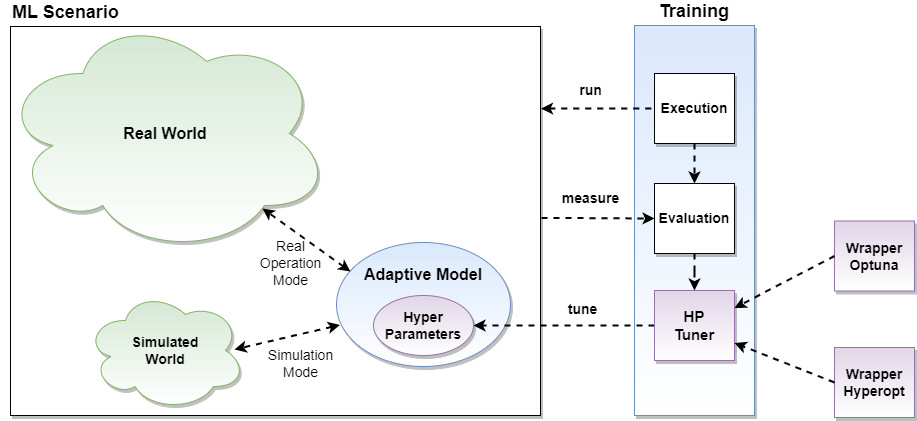 ML Scenario
Training
Real World
run
Execution
measure
Evaluation
Real
Operation
Mode
Adaptive Model
Hyper
Parameters
tune
HP
Tuner
Wrapper
Optuna
Simulated
World
Simulation
Mode
Wrapper
Hyperopt